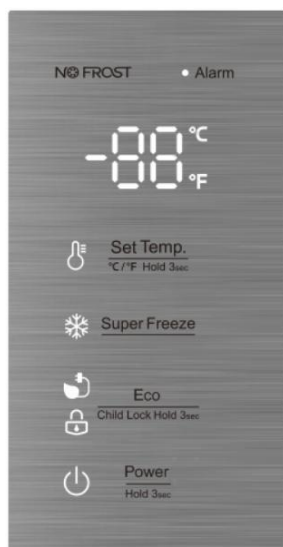 NO FROST
Alarm
-88 °C
°F
Set Temp.
°C/°F Hold 3sec
Super Freeze
Eco
Child Lock Hold 3sec
Power
Hold 3sec